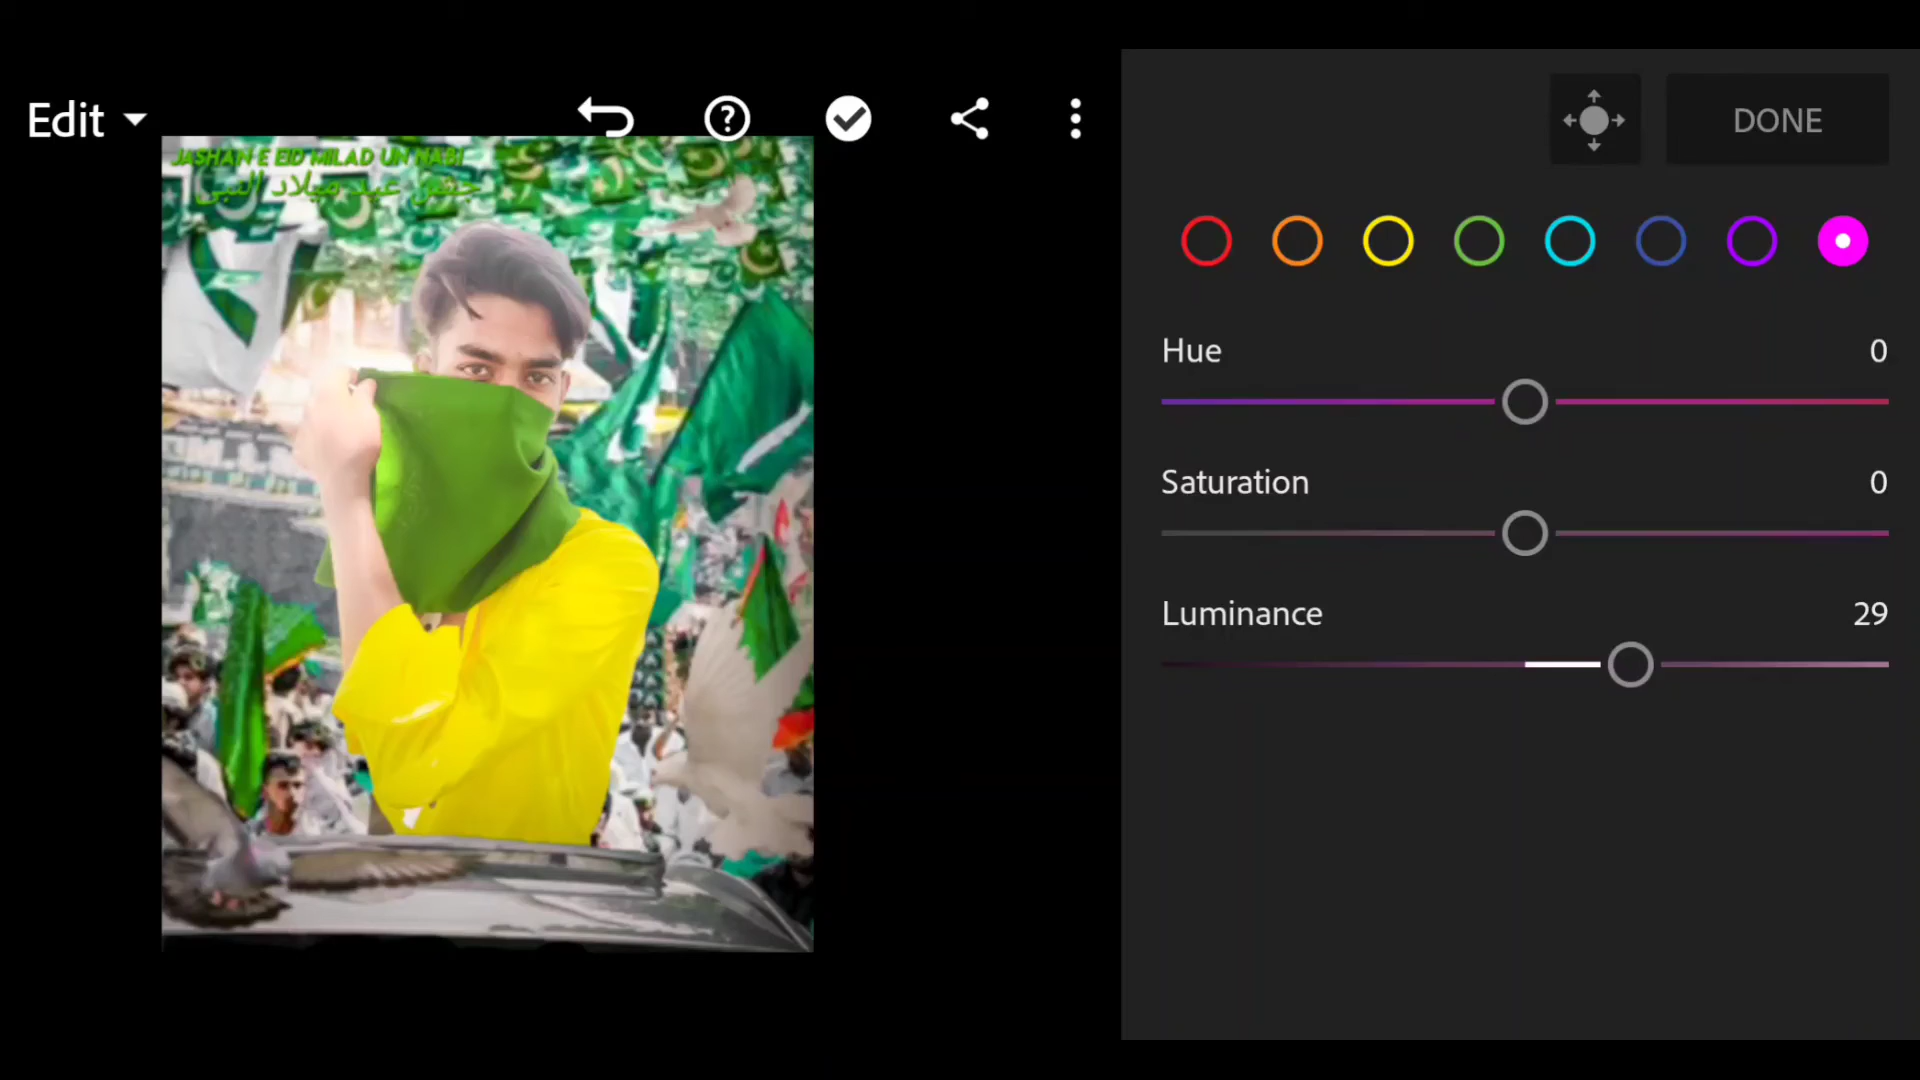 Edit
DONE
JASHAN E EID MILAD UN NABI
جشن عید میلاد النبی
Hue 0
Saturation 0
Luminance 29